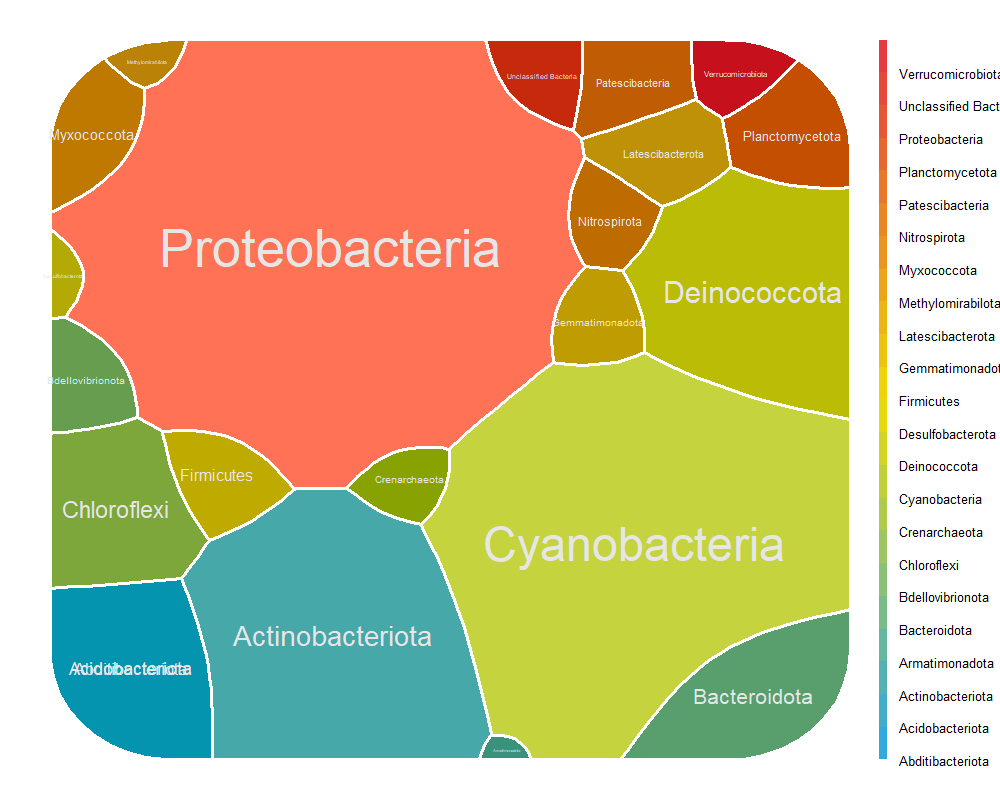 Methylomirabilota
Unclassified Bacteria
Patescibacteria
Verrucomicrobiota
Myxococcota
Planctomycetota
Latescibacterota
Nitrospirota
Proteobacteria
Deinococcota
Gemmatimonadota
Bdellovibrionota
Firmicutes
Crenarchaeota
Chloroflexi
Cyanobacteria
Actinobacteriota
Acidobacteriota
Bacteroidota
Verrucomicrobiota
Unclassified Bact
Proteobacteria
Planctomycetota
Patescibacteria
Nitrospirota
Myxococcota
Methylomirabilota
Latescibacterota
Gemmatimonadot
Firmicutes
Desulfobacterota
Deinococcota
Cyanobacteria
Crenarchaeota
Chloroflexi
Bdellovibrionota
Bacteroidota
Armatimonadota
Actinobacteriota
Acidobacteriota
Abditibacteriota